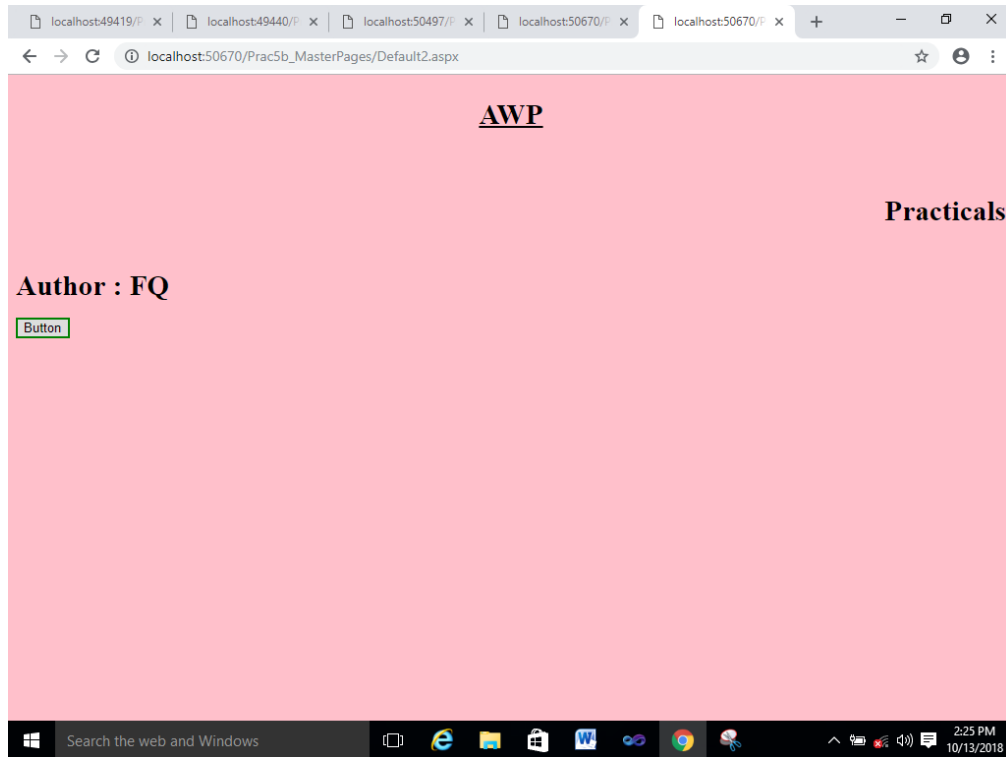 localhost:49419/P
localhost:49440/P
localhost:50497/P
localhost:50670/P
localhost:50670/P
localhost:50670/Prac5b_MasterPages/Default2.aspx
AWP
Practicals
Author : FQ
Button
Search the web and Windows
2:25 PM
10/13/2018